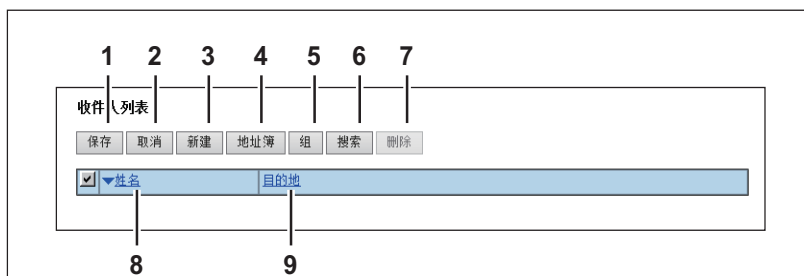 1 2 3 4 5 6 7
收件人列表
保存 取消 新建 地址簿 组 搜索 删除
姓名 目的地
8 9